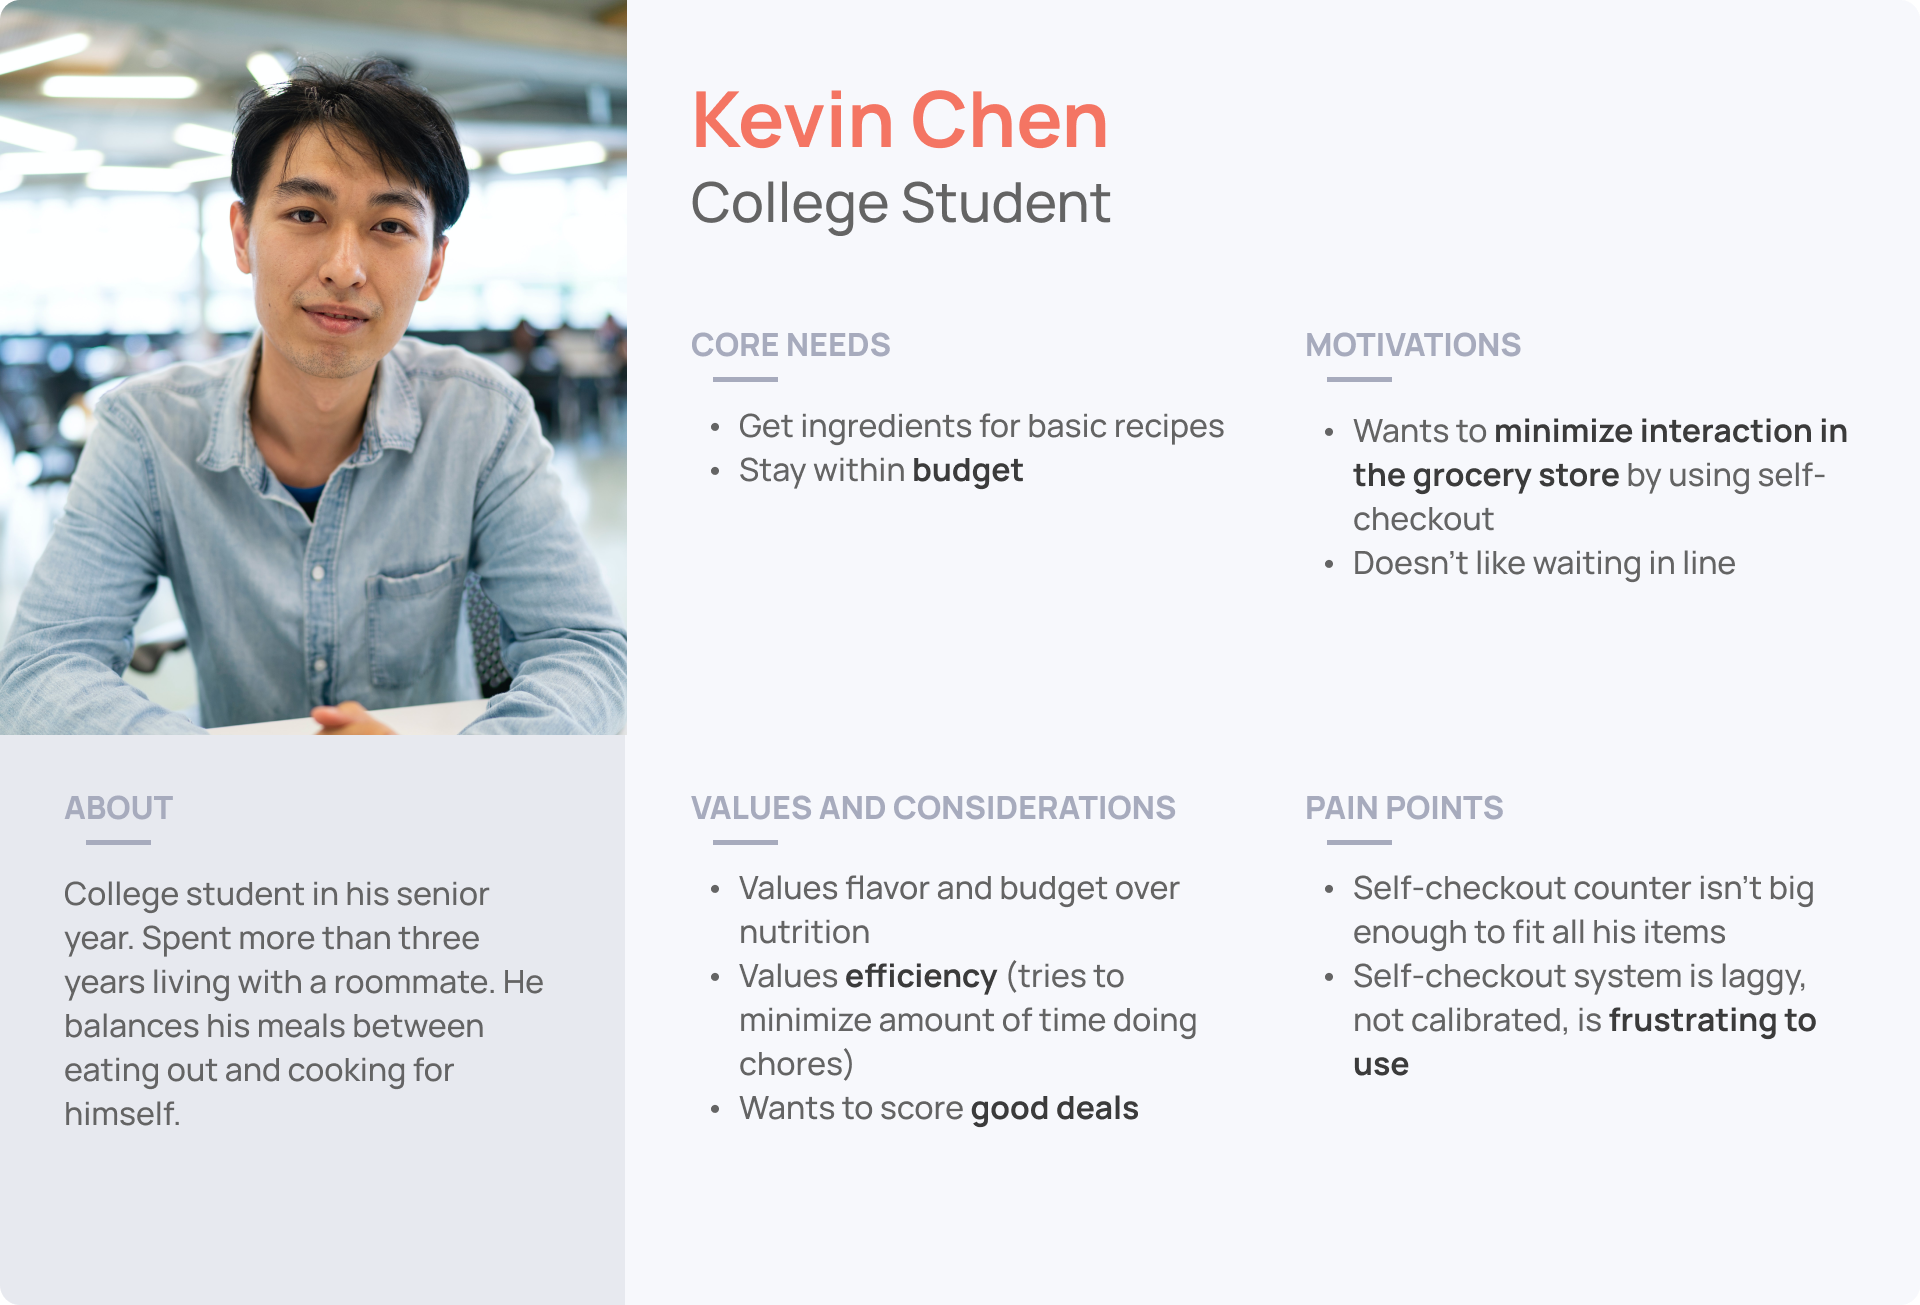 Kevin Chen
College Student
CORE NEEDS
• Get ingredients for basic recipes
• Stay within budget
MOTIVATIONS
• Wants to minimize interaction in
the grocery store by using self-
checkout
• Doesn’t like waiting in line
ABOUT
College student in his senior
year. Spent more than three
years living with a roommate. He
balances his meals between
eating out and cooking for
himself.
VALUES AND CONSIDERATIONS
• Values flavor and budget over
nutrition
• Values efficiency (tries to
minimize amount of time doing
chores)
• Wants to score good deals
PAIN POINTS
• Self-checkout counter isn’t big
enough to fit all his items
• Self-checkout system is laggy,
not calibrated, is frustrating to
use